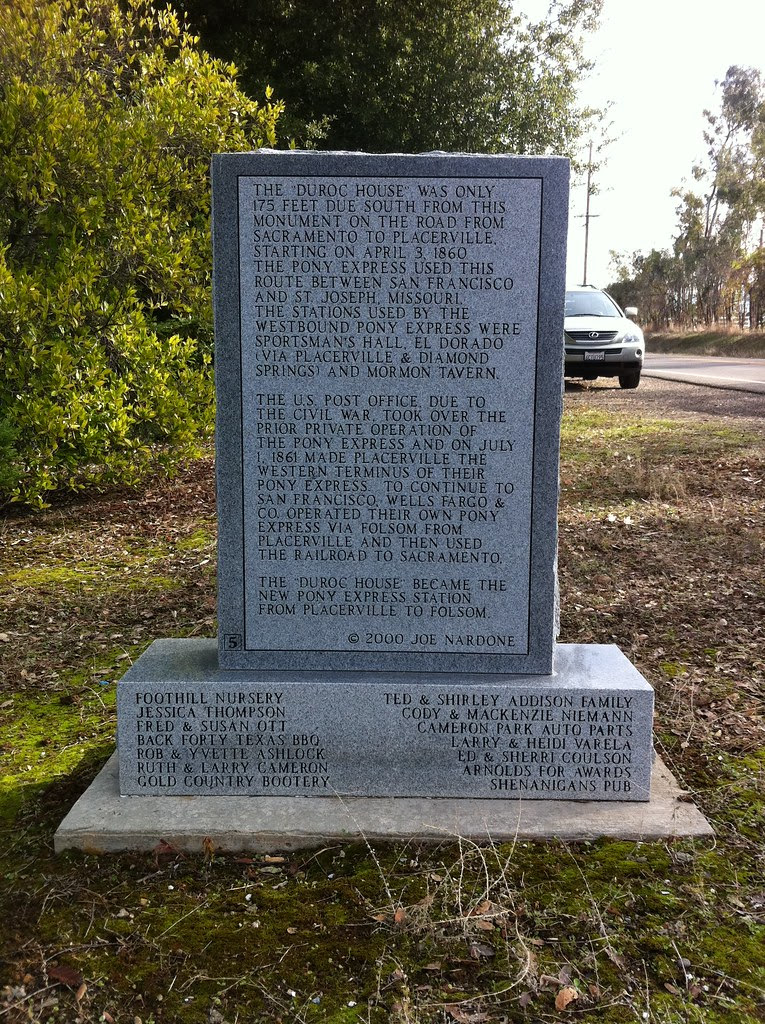 THE "DUROC HOUSE" WAS ONLY
175 FEET DUE SOUTH FROM THIS
MONUMENT ON THE ROAD FROM
SACRAMENTO TO PLACERVILLE.
STARTING ON APRIL 3, 1860
THE PONY EXPRESS USED THIS
ROUTE BETWEEN SAN FRANCISCO
AND ST. JOSEPH, MISSOURI.
THE STATIONS USED BY THE
WESTBOUND PONY EXPRESS WERE
SPORTSMAN'S HALL, EL DORADO
(VIA PLACERVILLE & DIAMOND
SPRINGS) AND MORMON TAVERN.
THE U.S. POST OFFICE, DUE TO
THE CIVIL WAR, TOOK OVER THE
PRIOR PRIVATE OPERATION OF
THE PONY EXPRESS AND ON JULY
1, 1861 MADE PLACERVILLE THE
WESTERN TERMINUS OF THEIR
PONY EXPRESS. TO CONTINUE TO
SAN FRANCISCO, WELLS FARGO &
CO. OPERATED THEIR OWN PONY
EXPRESS VIA FOLSOM FROM
PLACERVILLE AND THEN USED
THE RAILROAD TO SACRAMENTO.
THE "DUROC HOUSE" BECAME THE
NEW PONY EXPRESS STATION
FROM PLACERVILLE TO FOLSOM.
5
© 2000 JOE NARDONE
FOOTHILL NURSERY
JESSICA THOMPSON
FRED & SUSAN OTT
BACK FORTY TEXAS BBQ
ROB & YVETTE ASHLOCK
RUTH & LARRY CAMERON
GOLD COUNTRY BOOTERY
TED & SHIRLEY ADDISON FAMILY
CODY & MACKENZIE NIEMANN
CAMERON PARK AUTO PARTS
LARRY & HEIDI VARELA
ED & SHERRI COULSON
ARNOLDS FOR AWARDS
SHENANIGANS PUB